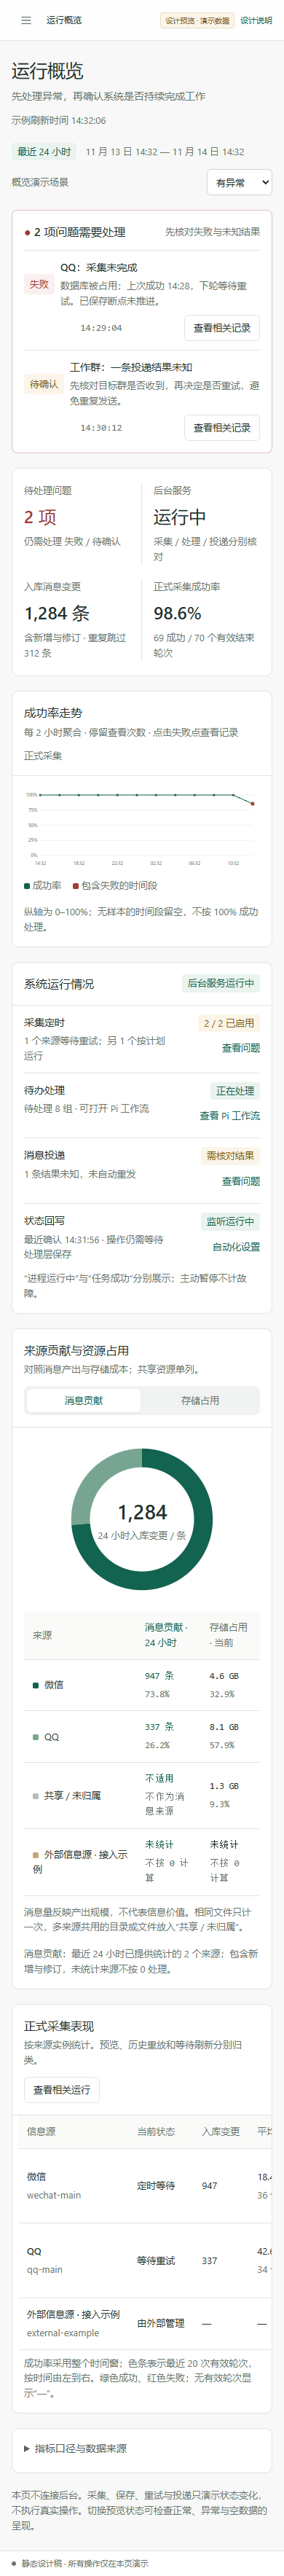 运行概览
设计预览 · 演示数据
设计说明
运行概览
先处理异常，再确认系统是否持续完成工作
示例刷新时间 14:32:06
最近 24 小时
11 月 13 日 14:32 — 11 月 14 日 14:32
概览演示场景
有异常
2 项问题需要处理
先核对失败与未知结果
失败
QQ：采集未完成
数据库被占用；上次成功 14:28，下轮等待重
试。已保存断点未推进。
14:29:04
查看相关记录
待确认
工作群：一条投递结果未知
先核对目标群是否收到，再决定是否重试，避
免重复发送。
14:30:12
查看相关记录
待处理问题
2 项
仍需处理 失败 / 待确认
后台服务
运行中
采集 / 处理 / 投递分别核
对
入库消息变更
1,284 条
含新增与修订 · 重复跳过
312 条
正式采集成功率
98.6%
69 成功 / 70 个有效结束
轮次
成功率走势
每 2 小时聚合 · 停留查看次数 · 点击失败点查看记录
正式采集
100%
75%
50%
25%
0%
14:32
18:32
22:32
02:32
06:32
10:32
成功率
包含失败的时间段
纵轴为 0–100%；无样本的时间段留空，不按 100% 成功
处理。
系统运行情况
后台服务运行中
采集定时
1 个来源等待重试；另 1 个按计划
运行
2 / 2 已启用
查看问题
待办处理
待处理 8 组 · 可打开 Pi 工作流
正在处理
查看 Pi 工作流
消息投递
1 条结果未知，未自动重发
需核对结果
查看问题
状态回写
最近确认 14:31:56 · 操作仍需等待
处理层保存
监听运行中
自动化设置
“进程运行中”与“任务成功”分别展示；主动暂停不计故
障。
来源贡献与资源占用
对照消息产出与存储成本；共享资源单列。
消息贡献
存储占用
1,284
24 小时入库变更 / 条
来源
消息贡献 ·
24 小时
存储占用
· 当前
微信
947 条
73.8%
4.6 GB
32.9%
QQ
337 条
26.2%
8.1 GB
57.9%
共享 / 未归属
不适用
不作为消
息来源
1.3 GB
9.3%
外部信息源 · 接入示
例
未统计
不按 0 计
算
未统计
不按 0
计算
消息量反映产出规模，不代表信息价值。相同文件只计
一次，多来源共用的目录或文件放入“共享 / 未归属”。
消息贡献：最近 24 小时已提供统计的 2 个来源；包含新
增与修订，未统计来源不按 0 处理。
正式采集表现
按来源实例统计。预览、历史重放和等待刷新分别归
类。
查看相关运行
信息源
当前状态
入库变更
平均
微信
wechat-main
定时等待
947
18.4
36
QQ
qq-main
等待重试
337
42.6
34
外部信息源 · 接入示例
external-example
由外部管理
—
—
成功率采用整个时间窗；色条表示最近 20 次有效轮次，
按时间由左到右。绿色成功、红色失败；无有效轮次显
示“—”。
指标口径与数据来源
本页不连接后台。采集、保存、重试与投递只演示状态变化，
不执行真实操作。切换预览状态可检查正常、异常与空数据的
呈现。
静态设计稿 · 所有操作仅在本页演示